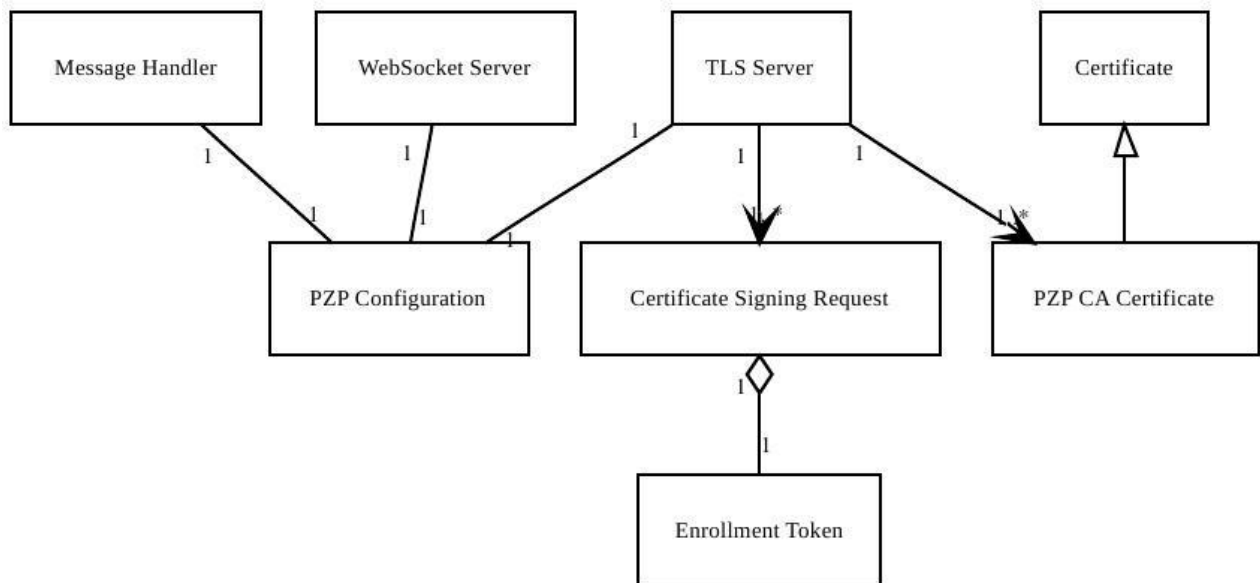 Message Handler
WebSocket Server
TLS Server
Certificate
1
1
1
1
1
1
1
1
1..*
1..*
PZP Configuration
Certificate Signing Request
PZP CA Certificate
1
1
Enrollment Token